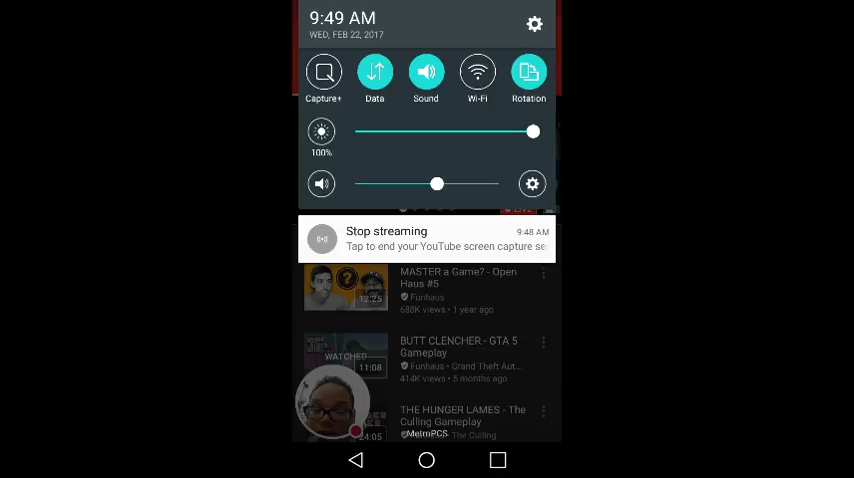 9:49 AM
WED, FEB 22, 2017
Capture+
Data
Sound
Wi-Fi
Rotation
100%
LIVE
Stop streaming
9:48 AM
Tap to end your YouTube screen capture se
MASTER a Game? - Open
Haus #5
Funhaus
688K views • 1 year ago
12:25
BUTT CLENCHER - GTA 5
Gameplay
Funhaus • Grand Theft Aut...
414K views • 5 months ago
WATCHED
11:08
THE HUNGER LAMES - The
Culling Gameplay
The Culling
MetroPCS
24:05